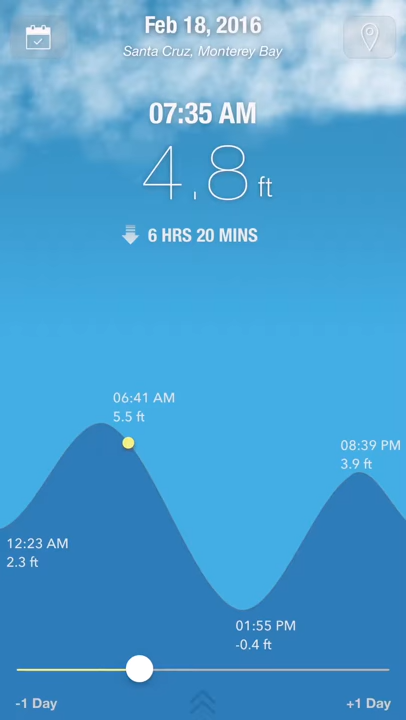 Feb 18, 2016
Santa Cruz, Monterey Bay
07:35 AM
4.8 ft
6 HRS 20 MINS
06:41 AM
5.5 ft
08:39 PM
3.9 ft
12:23 AM
2.3 ft
01:55 PM
-0.4 ft
-1 Day
+1 Day